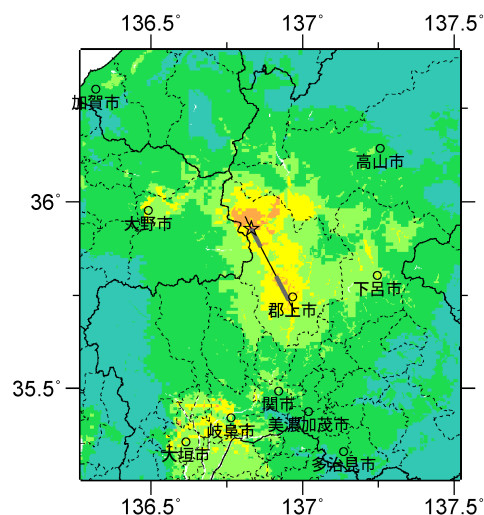 136.5˚ 137˚ 137.5˚
加賀市
高山市
36˚
大野市
下呂市
郡上市
35.5˚
関市
美濃加茂市
岐阜市
大垣市
多治見市
136.5˚ 137˚ 137.5˚